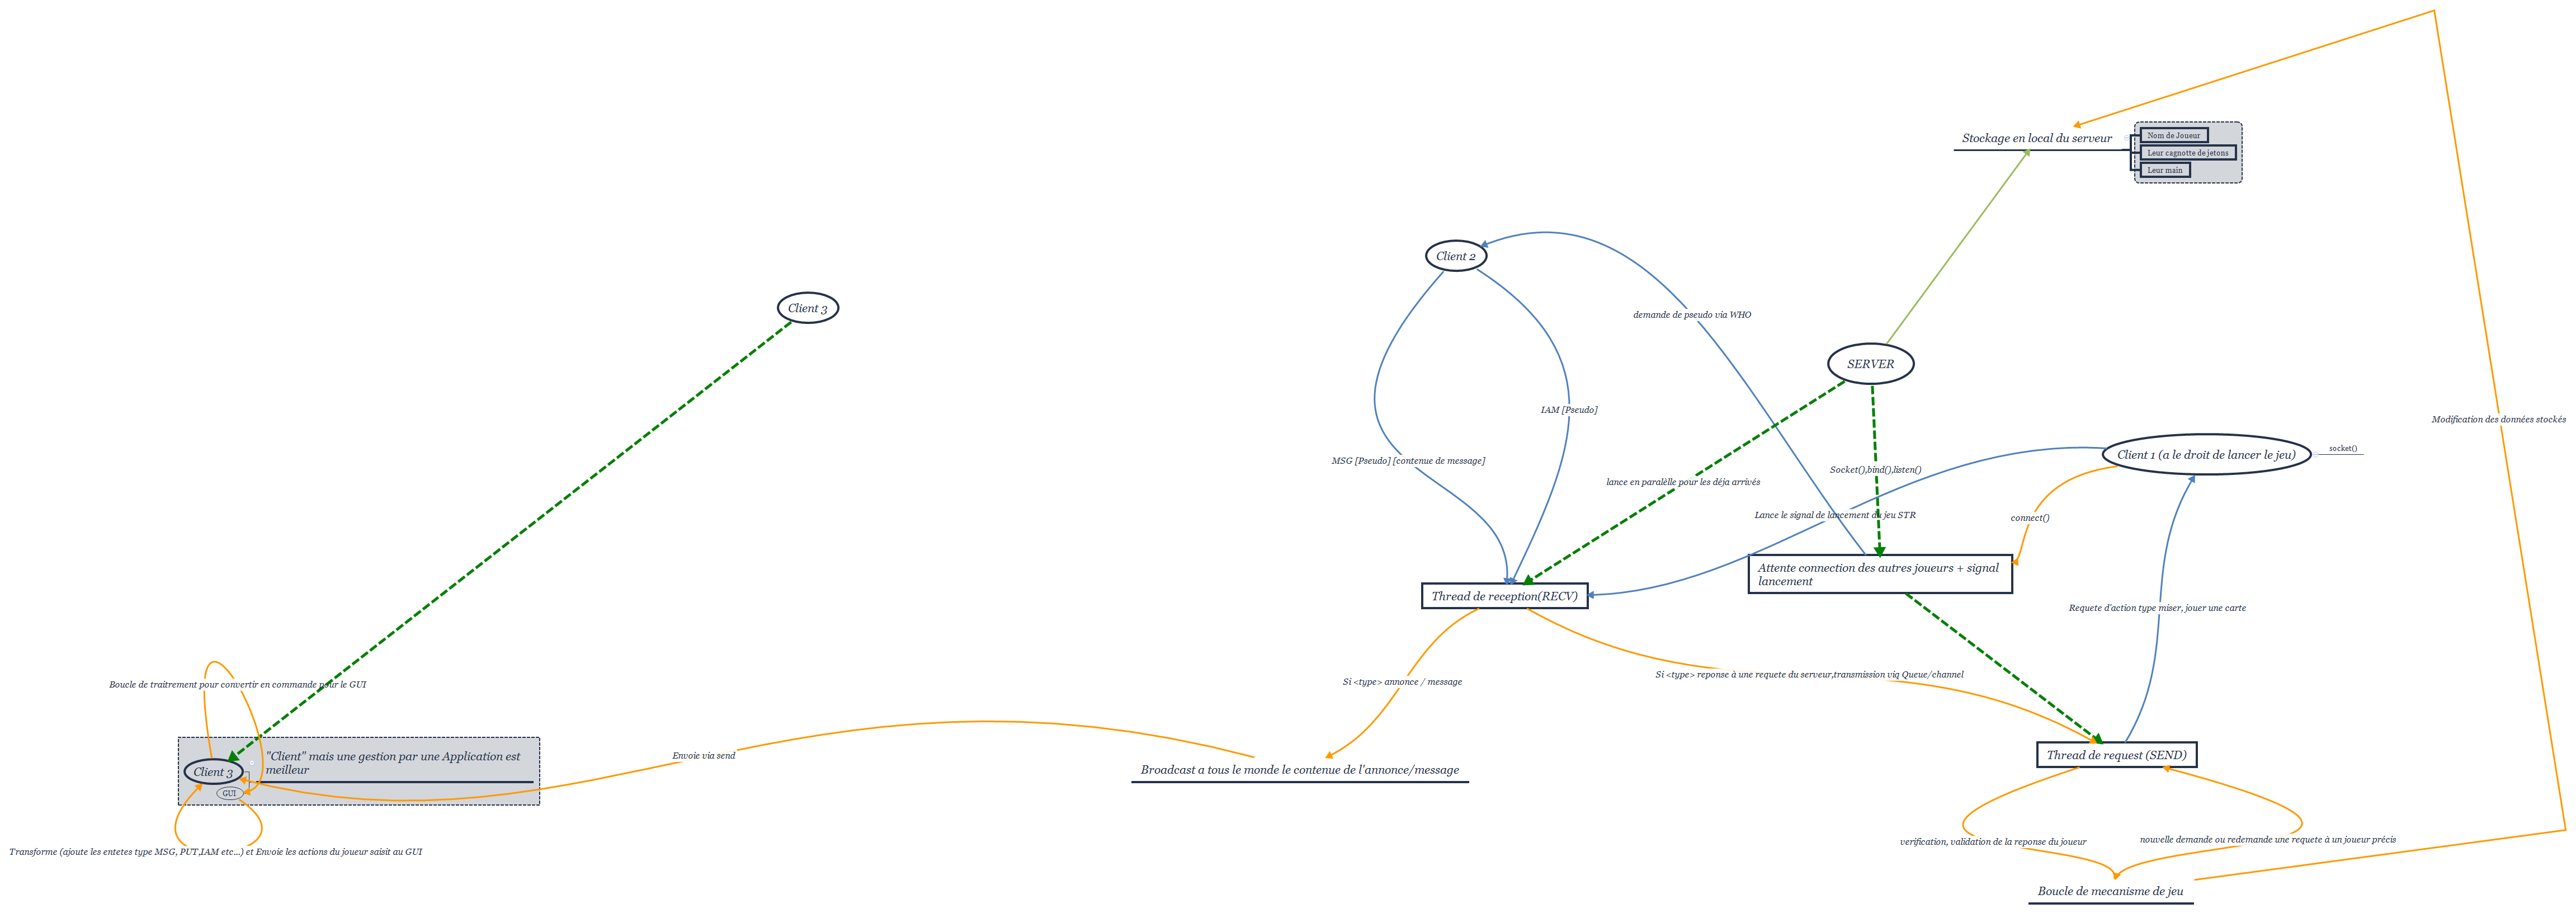 Stockage en local du serveur
Nom de Joueur
Leur cagnotte de jetons
Leur main
Client 2
Client 3
demande de pseudo via WHO
SERVER
IAM [Pseudo]
Modification des données stockés
MSG [Pseudo] [contenue de message]
Socket(),bind(),listen()
Client 1 (a le droit de lancer le jeu)
socket()
lance en paralèlle pour les déja arrivés
Lance le signal de lancement du jeu STR
connect()
Attente connection des autres joueurs + signal
lancement
Thread de reception(RECV)
Requete d'action type miser, jouer une carte
Si <type> annonce / message
Si <type> reponse à une requete du serveur,transmission viq Queue/channel
Boucle de traitrement pour convertir en commande pour le GUI
"Client" mais une gestion par une Application est
meilleur
Client 3
GUI
Envoie via send
Broadcast a tous le monde le contenue de l'annonce/message
Thread de request (SEND)
Transforme (ajoute les entetes type MSG, PUT,IAM etc...) et Envoie les actions du joueur saisit au GUI
verification, validation de la reponse du joueur
nouvelle demande ou redemande une requete à un joueur précis
Boucle de mecanisme de jeu